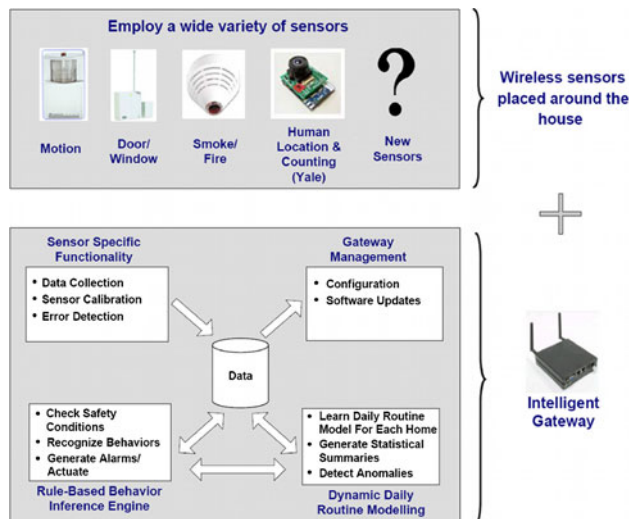 Employ a wide variety of sensors
Motion
Door/
Window
Smoke/
Fire
Human
Location &
Counting
(Yale)
?
New
Sensors
Wireless sensors
placed around the
house
Sensor Specific
Functionality
• Data Collection
• Sensor Calibration
• Error Detection
Gateway
Management
• Configuration
• Software Updates
Data
• Check Safety
Conditions
• Recognize Behaviors
• Generate Alarms/
Actuate
Rule-Based Behavior
Inference Engine
• Learn Daily Routine
Model For Each Home
• Generate Statistical
Summaries
• Detect Anomalies
Dynamic Daily
Routine Modelling
Intelligent
Gateway